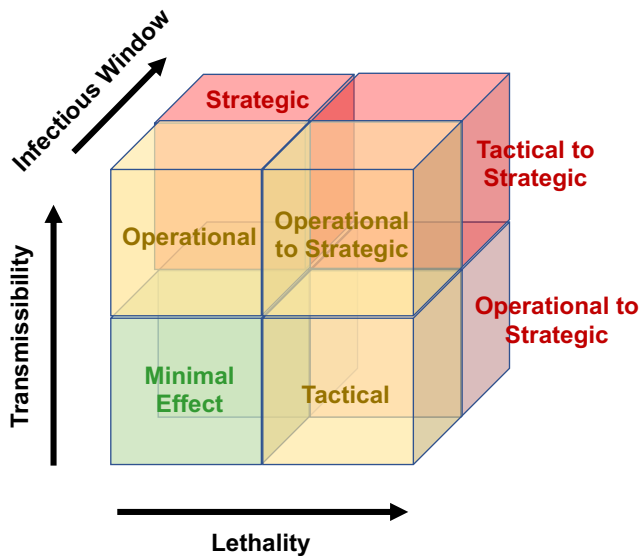 Infectious Window
Strategic
Tactical to
Strategic
Operational
Operational
to Strategic
Transmissibility
Operational to
Strategic
Minimal
Effect
Tactical
Lethality